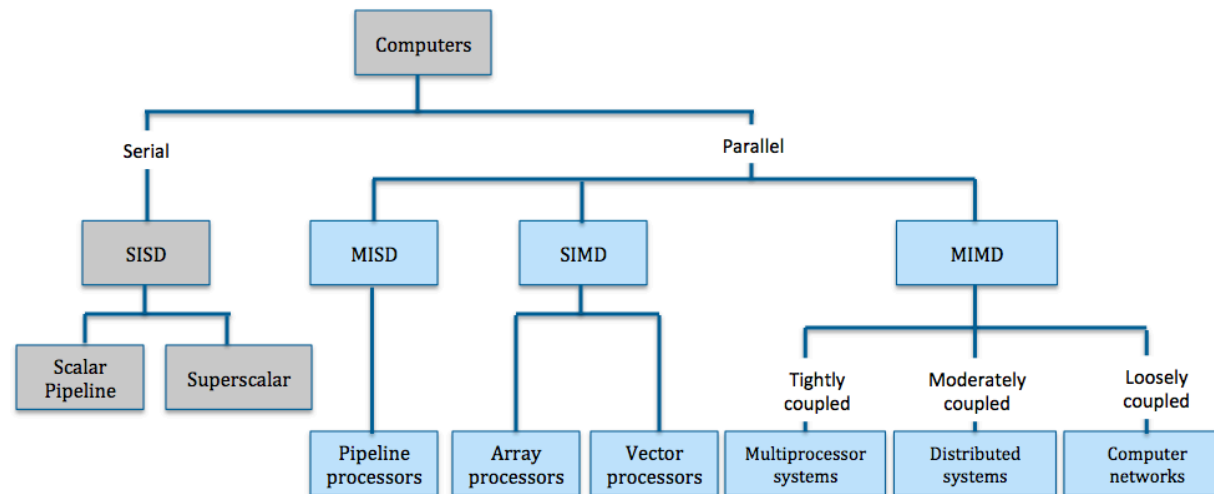 Computers
Serial
Parallel
SISD
MISD
SIMD
MIMD
Scalar
Pipeline
Superscalar
Tightly
coupled
Moderately
coupled
Loosely
coupled
Pipeline
processors
Array
processors
Vector
processors
Multiprocessor
systems
Distributed
systems
Computer
networks